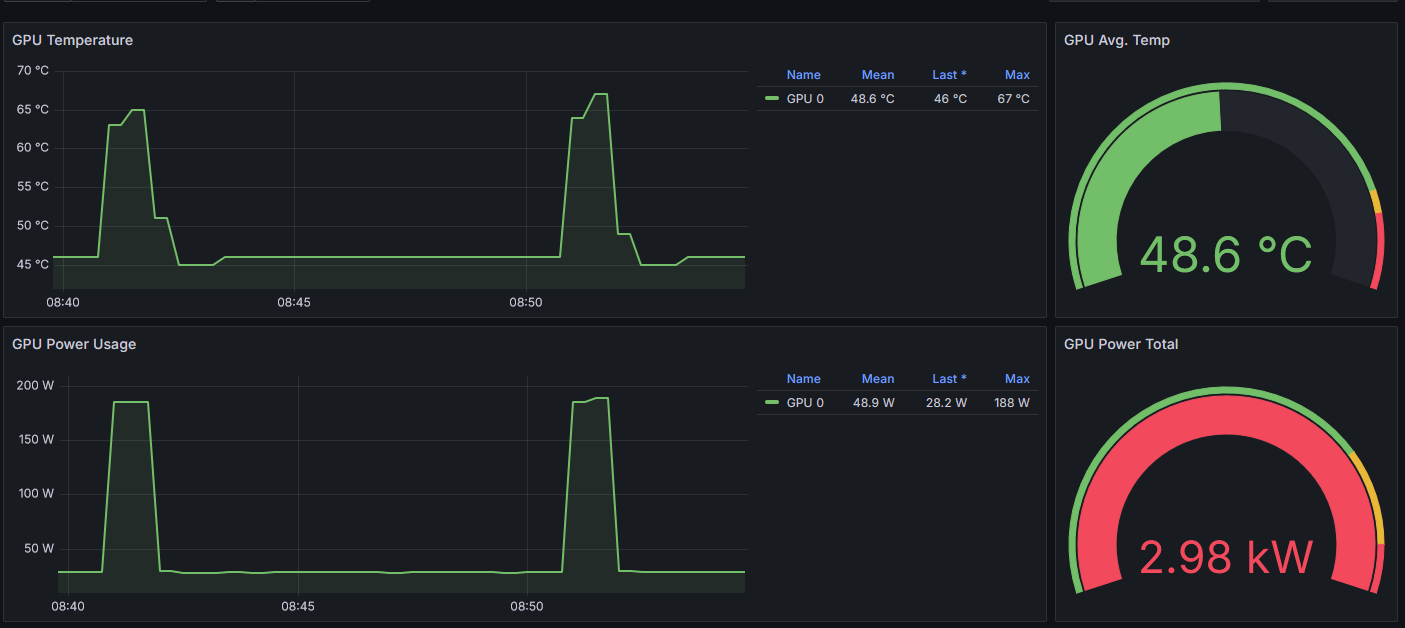 GPU Temperature
70 °C
65 °C
60 °C
55 °C
50 °C
45 °C
08:40 08:45 08:50
Name Mean Last * Max
GPU 0 48.6 °C 46 °C 67 °C
GPU Avg. Temp
48.6 °C
GPU Power Usage
200 W
150 W
100 W
50 W
08:40 08:45 08:50
Name Mean Last * Max
GPU 0 48.9 W 28.2 W 188 W
GPU Power Total
2.98 kW